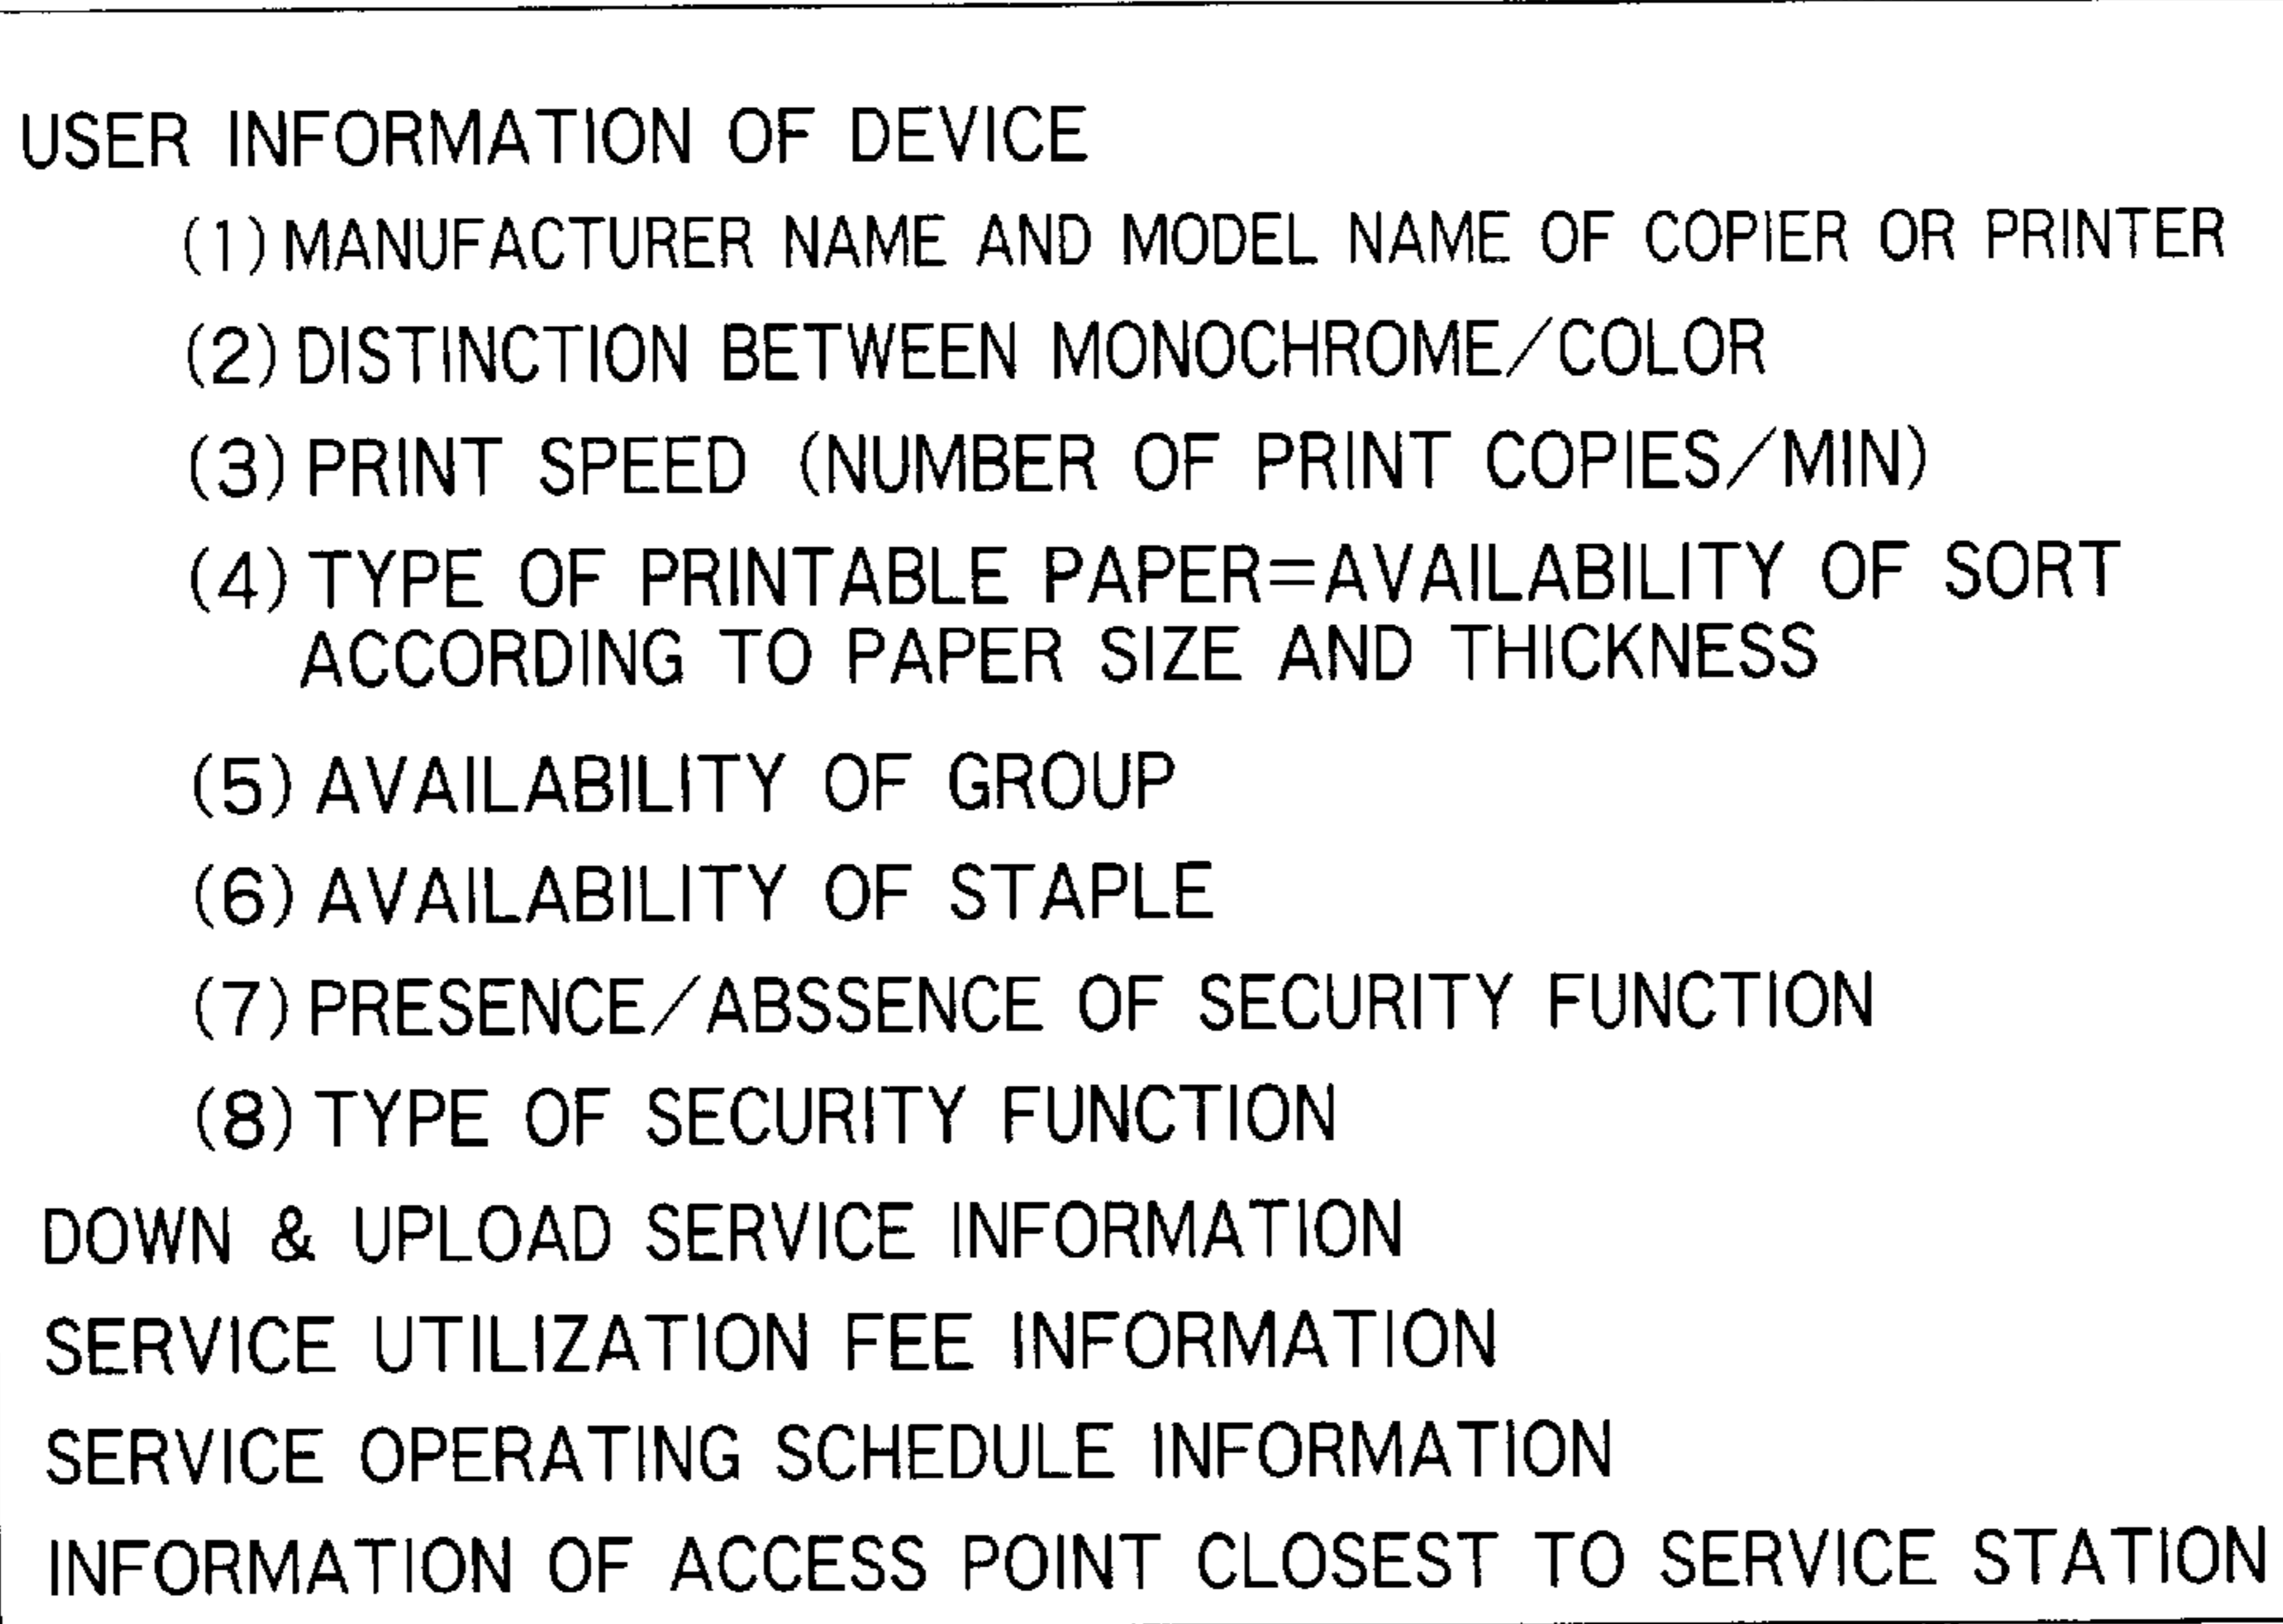 USER INFORMATION OF DEVICE
(1) MANUFACTURER NAME AND MODEL NAME OF COPIER OR PRINTER
(2) DISTINCTION BETWEEN MONOCHROME/COLOR
(3) PRINT SPEED (NUMBER OF PRINT COPIES/MIN)
(4) TYPE OF PRINTABLE PAPER=AVAILABILITY OF SORT
ACCORDING TO PAPER SIZE AND THICKNESS
(5) AVAILABILITY OF GROUP
(6) AVAILABILITY OF STAPLE
(7) PRESENCE/ABSSENCE OF SECURITY FUNCTION
(8) TYPE OF SECURITY FUNCTION
DOWN & UPLOAD SERVICE INFORMATION
SERVICE UTILIZATION FEE INFORMATION
SERVICE OPERATING SCHEDULE INFORMATION
INFORMATION OF ACCESS POINT CLOSEST TO SERVICE STATION